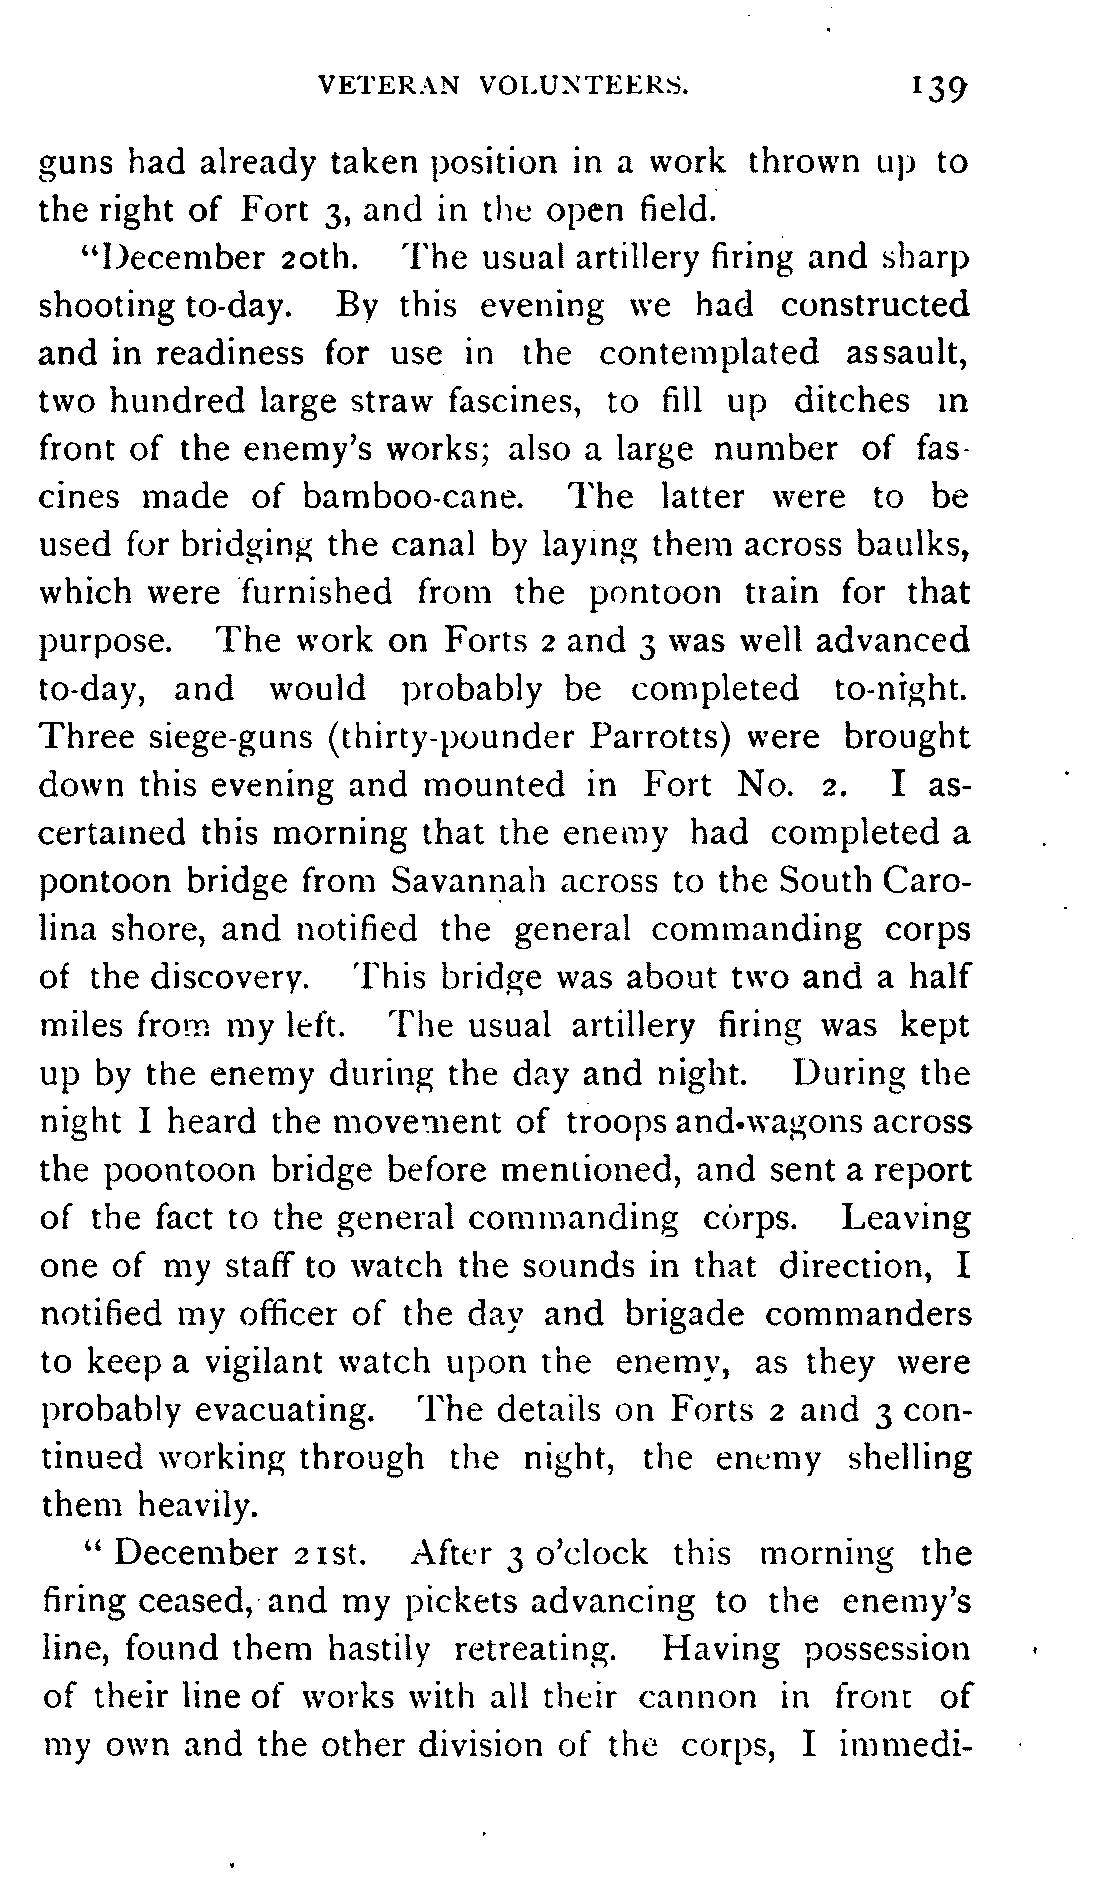 VETERAN VOLUNTEERS. 139
guns had already taken position in a work thrown up to
the right of Fort 3, and in the open field.
"December 20th. The usual artillery firing and sharp
shooting to-day. By this evening we had constructed
and in readiness for use in the contemplated assault,
two hundred large straw fascines, to fill up ditches in
front of the enemy's works; also a large number of fas-
cines made of bamboo-cane. The latter were to be
used for bridging the canal by laying them across baulks,
which were furnished from the pontoon train for that
purpose. The work on Forts 2 and 3 was well advanced
to-day, and would probably be completed to-night.
Three siege-guns (thirty-pounder Parrotts) were brought
down this evening and mounted in Fort No. 2. I as-
certained this morning that the enemy had completed a
pontoon bridge from Savannah across to the South Caro-
lina shore, and notified the general commanding corps
of the discovery. This bridge was about two and a half
miles from my left. The usual artillery firing was kept
up by the enemy during the day and night. During the
night I heard the movement of troops and wagons across
the poontoon bridge before mentioned, and sent a report
of the fact to the general commanding corps. Leaving
one of my staff to watch the sounds in that direction, I
notified my officer of the day and brigade commanders
to keep a vigilant watch upon the enemy, as they were
probably evacuating. The details on Forts 2 and 3 con-
tinued working through the night, the enemy shelling
them heavily.
" December 21st. After 3 o'clock this morning the
firing ceased, and my pickets advancing to the enemy's
line, found them hastily retreating. Having possession
of their line of works with all their cannon in front of
my own and the other division of the corps, I immedi-